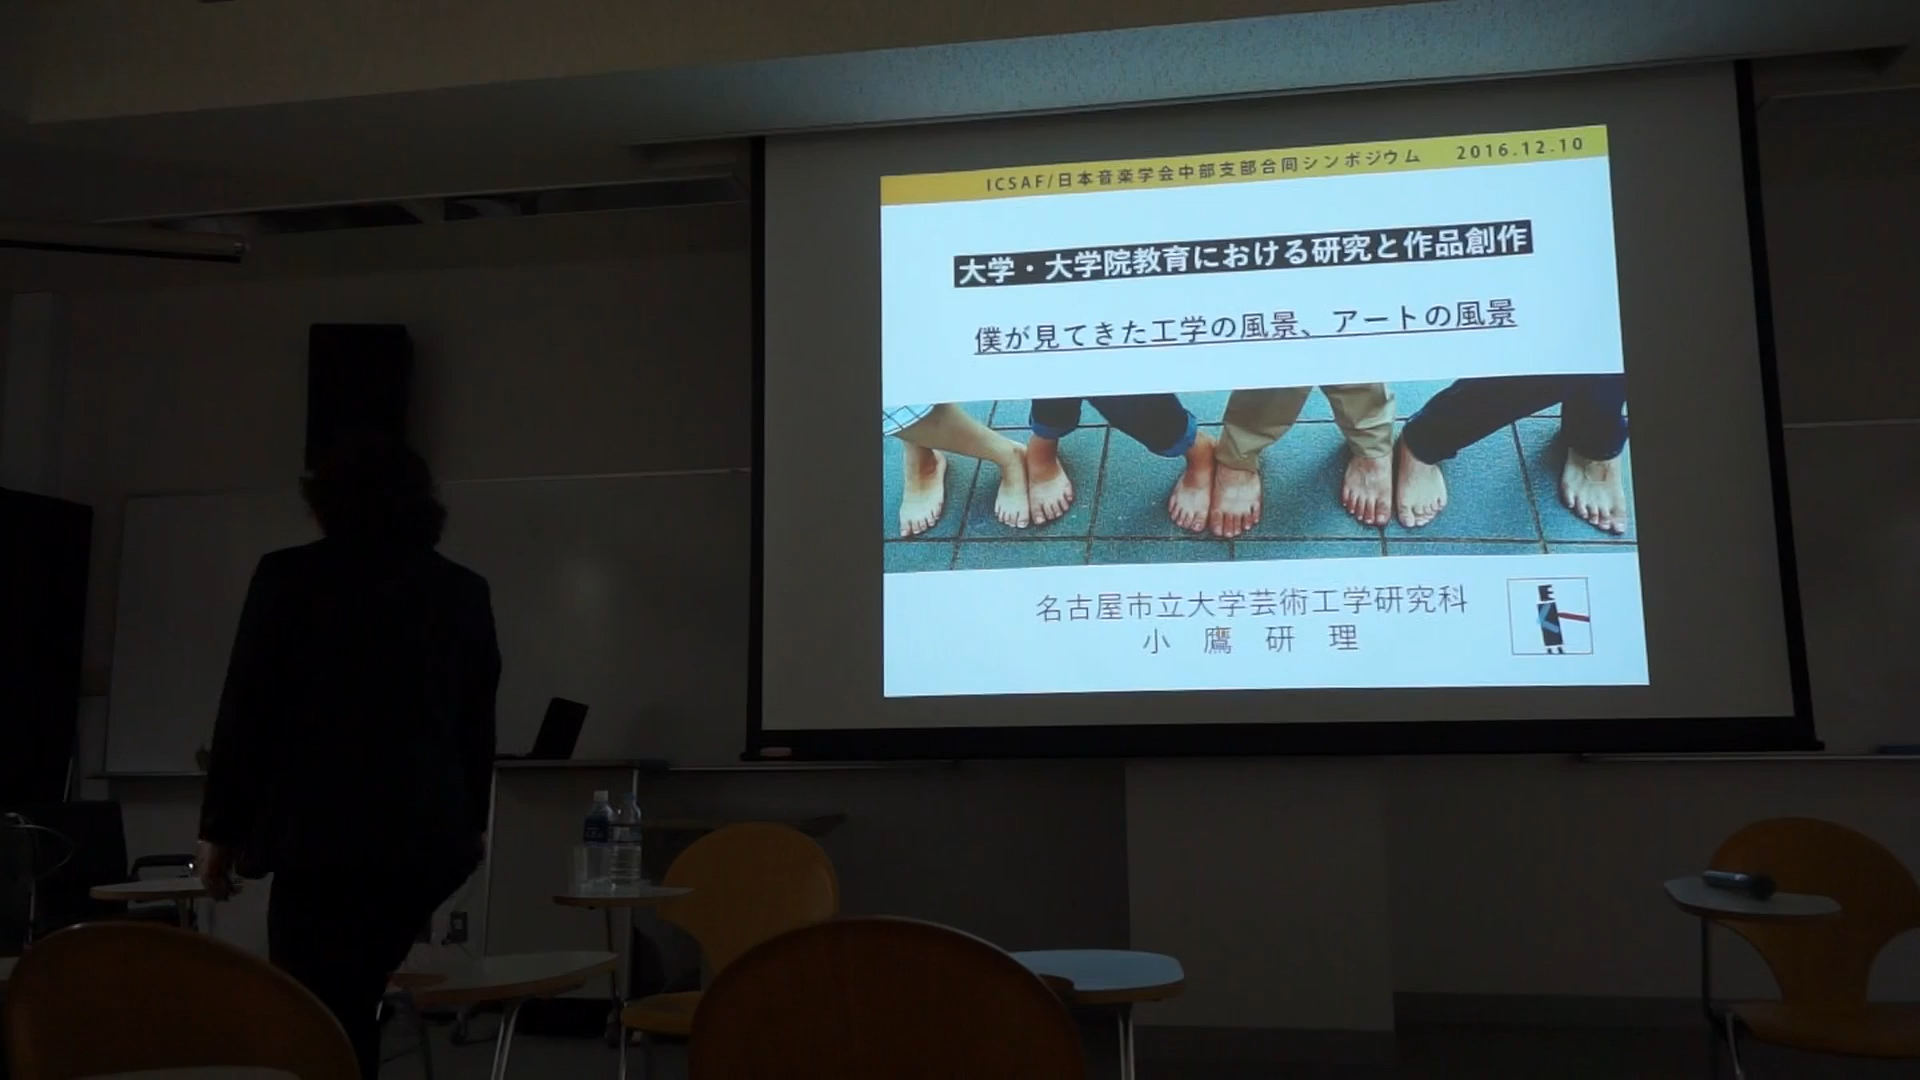 ICSAF/日本音楽学会中部支部合同シンポジウム 2016.12.10
大学・大学院教育における研究と作品創作
僕が見てきた工学の風景、アートの風景
名古屋市立大学芸術工学研究科
小鷹研理